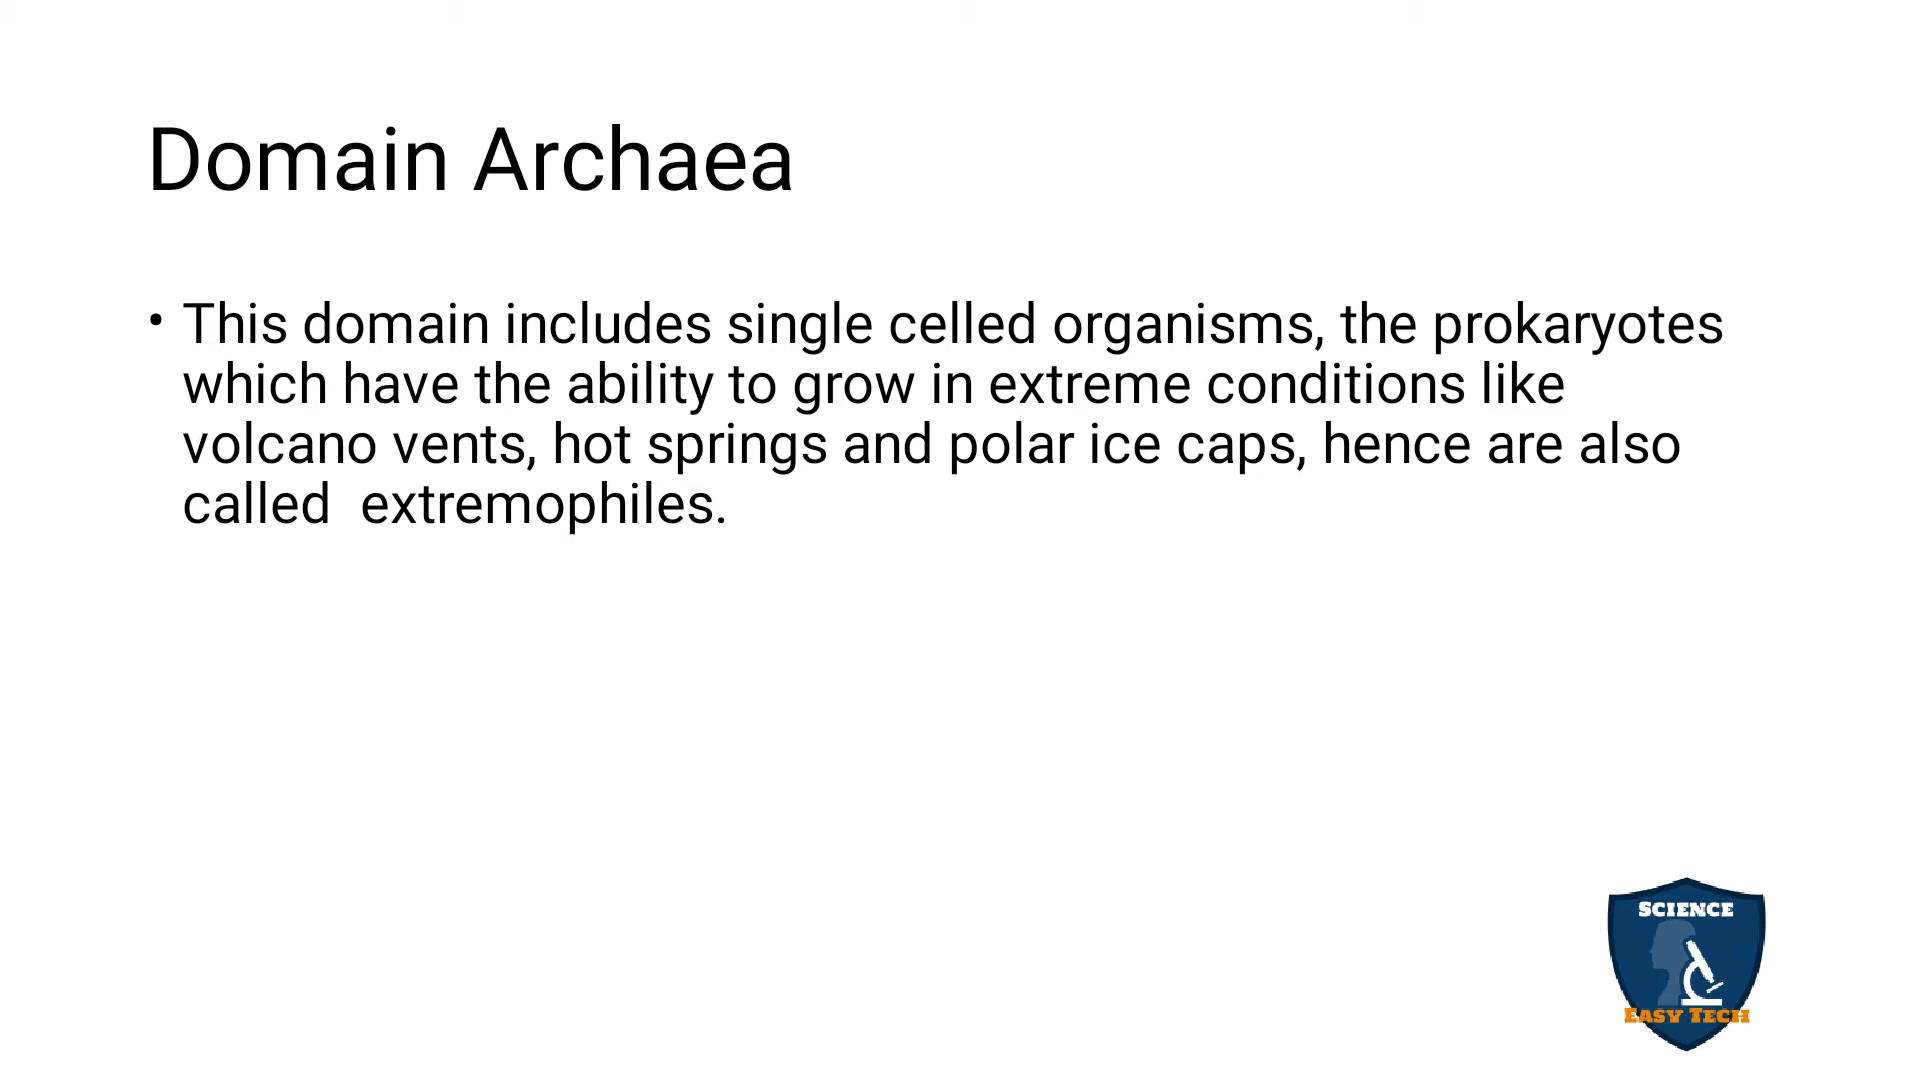 Domain Archaea
• This domain includes single celled organisms, the prokaryotes
which have the ability to grow in extreme conditions like
volcano vents, hot springs and polar ice caps, hence are also
called  extremophiles.
SCIENCE
EASY TECH